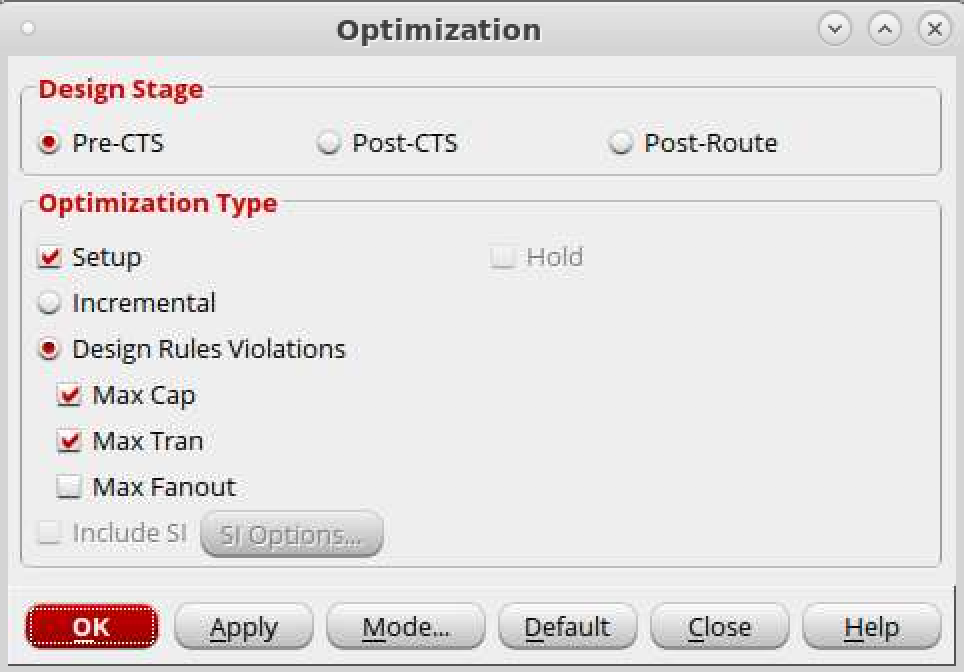 Optimization
Design Stage
Pre-CTS Post-CTS Post-Route
Optimization Type
Setup Hold
Incremental
Design Rules Violations
Max Cap
Max Tran
Max Fanout
Include SI SI Options...
OK Apply Mode... Default Close Help